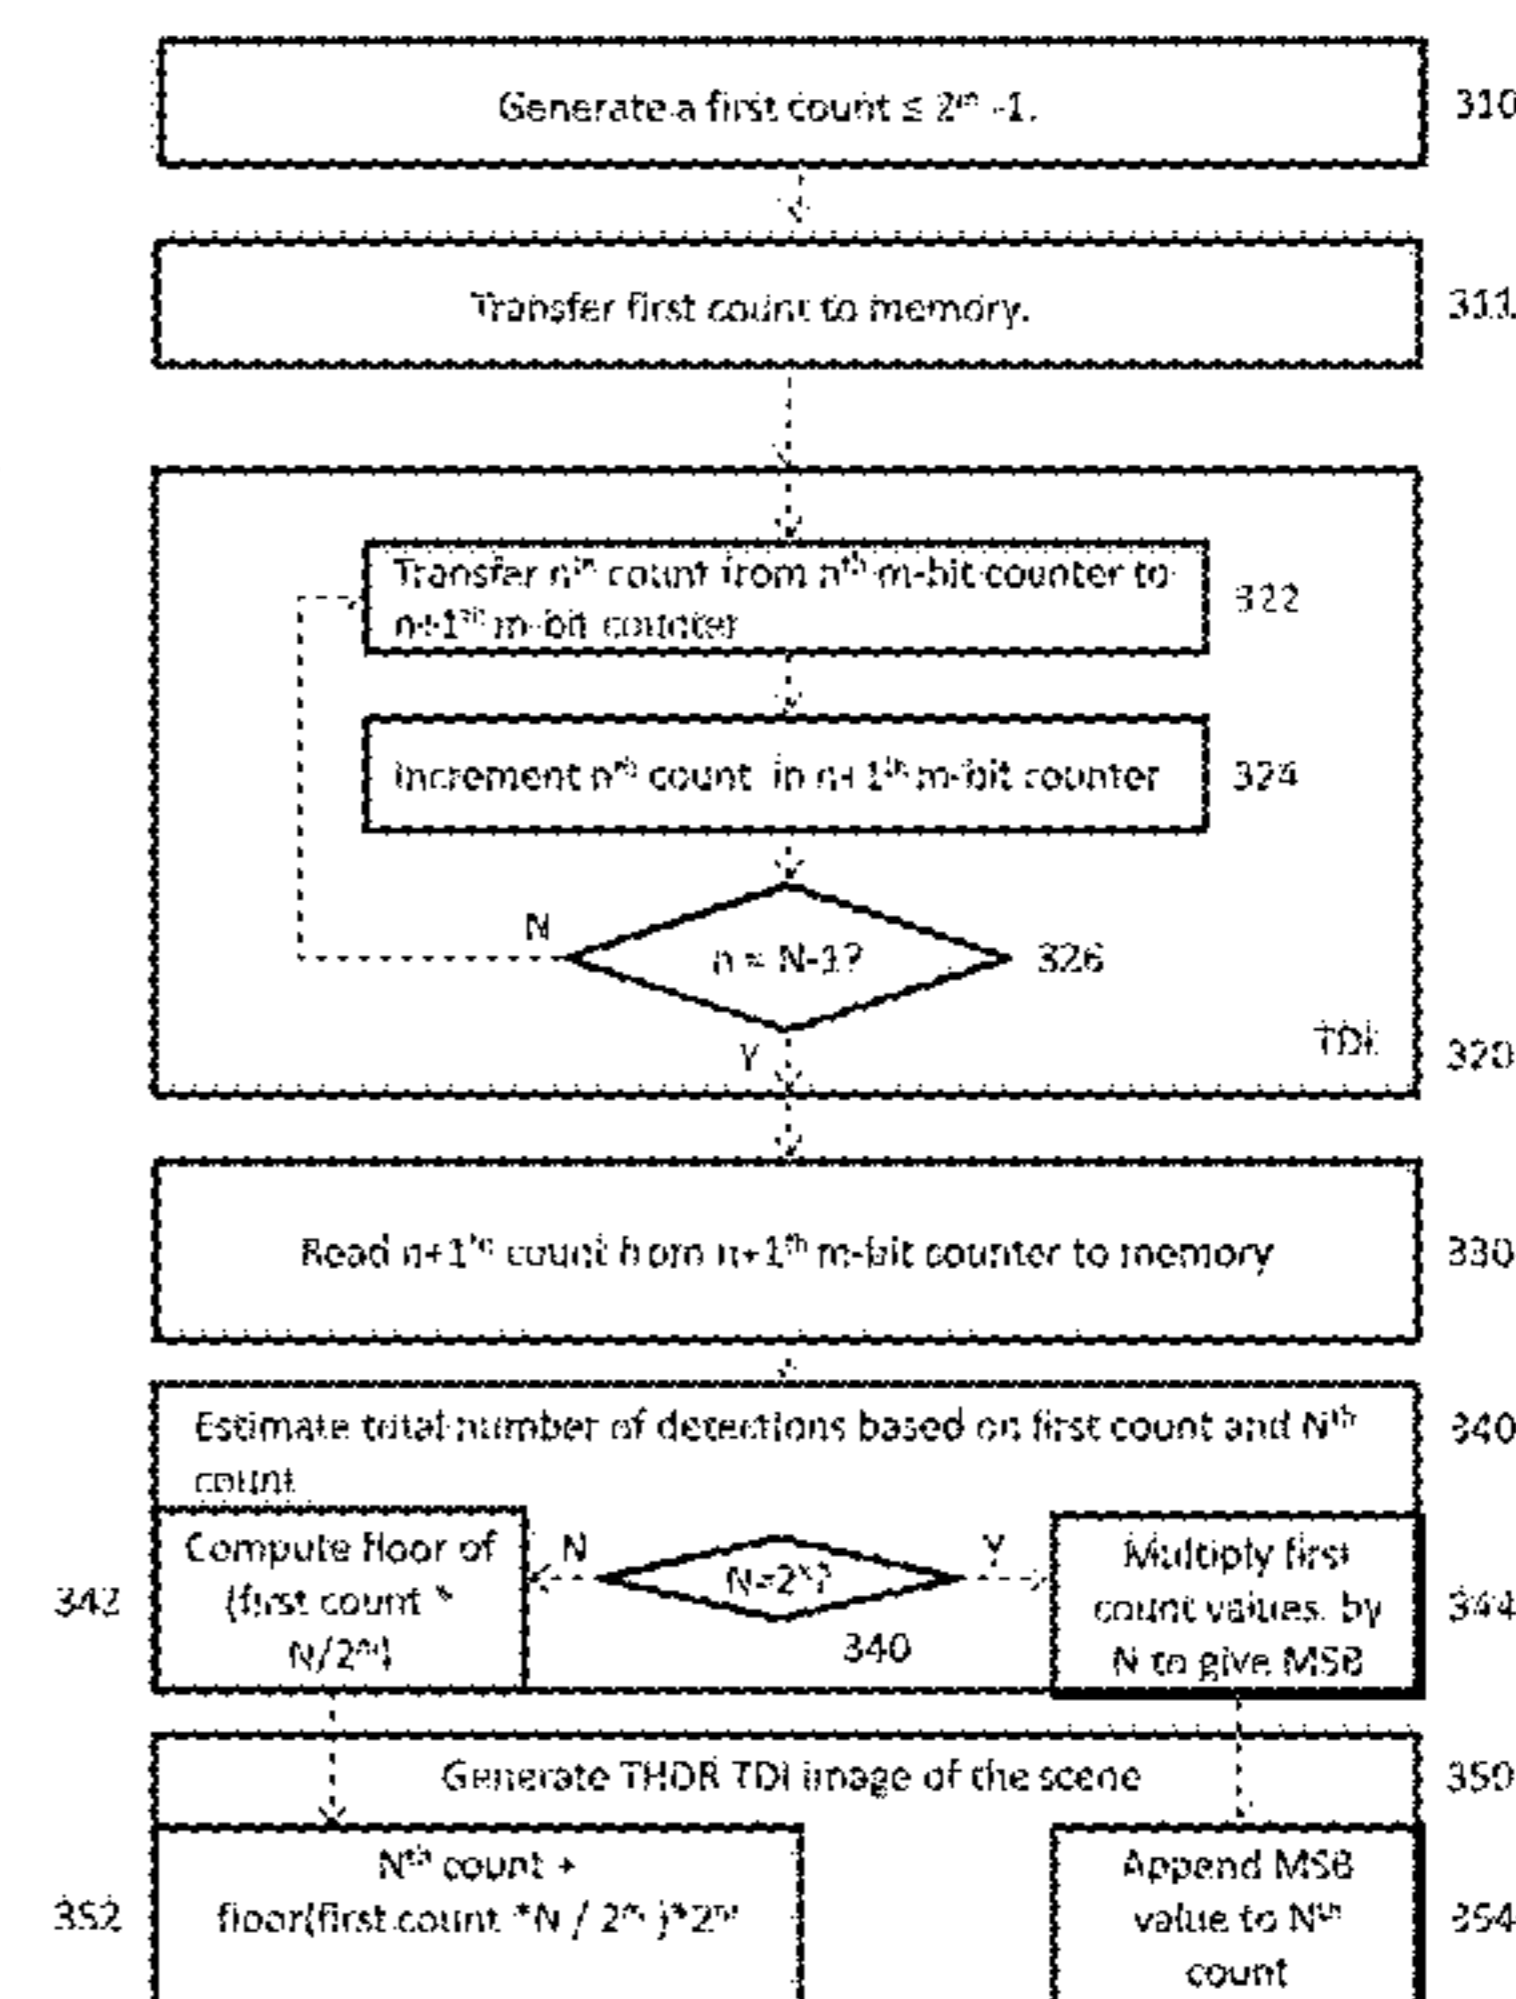 Generate a first count ≤ 2ᵐ -1.
310
Transfer first count to memory.
311
Transfer nᵗʰ count from nᵗʰ m-bit counter to
n+1ᵗʰ m-bit counter
322
Increment nᵗʰ count in n+1ᵗʰ m-bit counter
324
N
n = N-1?
326
Y
TDI
320
Read n+1ᵗʰ count from n+1ᵗʰ m-bit counter to memory
330
Estimate total number of detections based on first count and Nᵗʰ
count
340
Compute floor of
(first count *
N/2ᵐ)
342
N
N=2ˣ?
Y
340
Multiply first
count values by
N to give MSB
344
Generate THDR TDI image of the scene
350
Nᵗʰ count +
floor(first count *N / 2ᵐ )*2ᵐ
352
Append MSB
value to Nᵗʰ
count
354